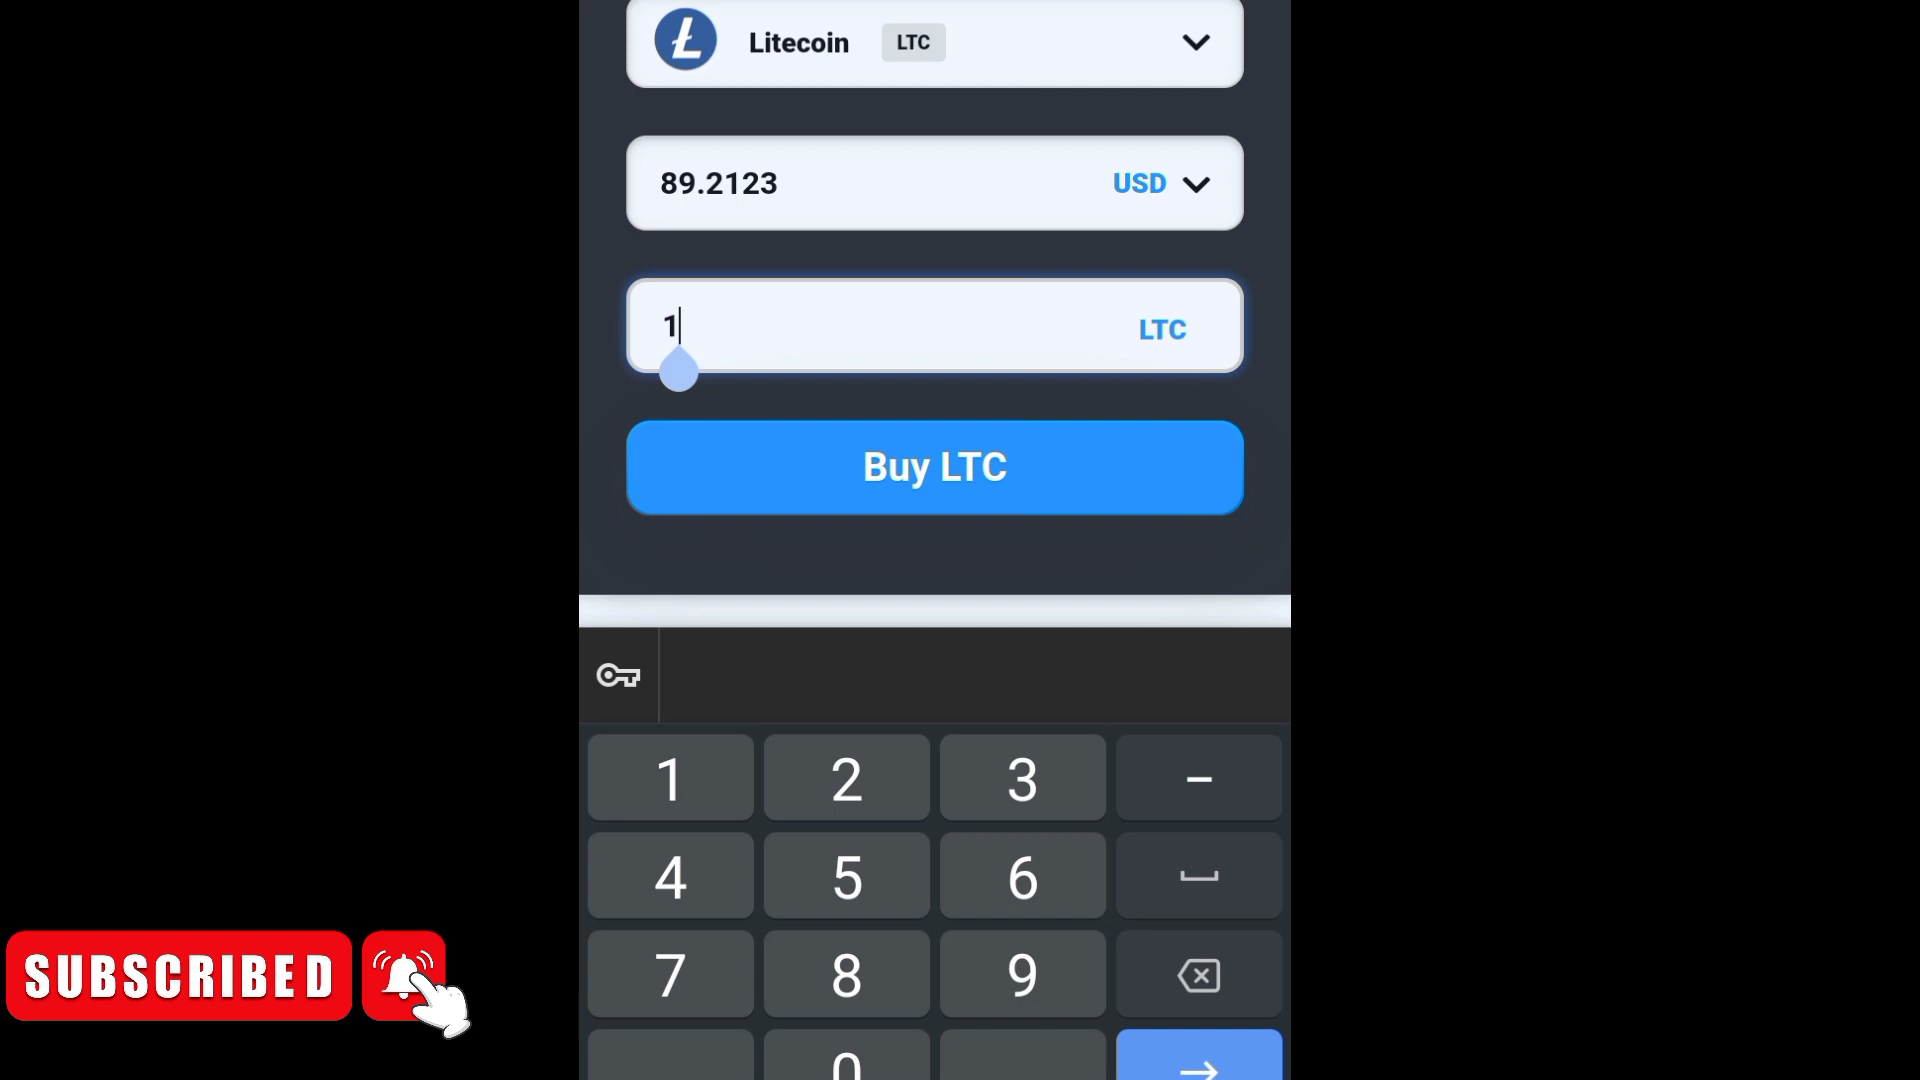 Litecoin LTC
89.2123 USD
1 LTC
Buy LTC
1 2 3 –
4 5 6
7 8 9
0
SUBSCRIBED